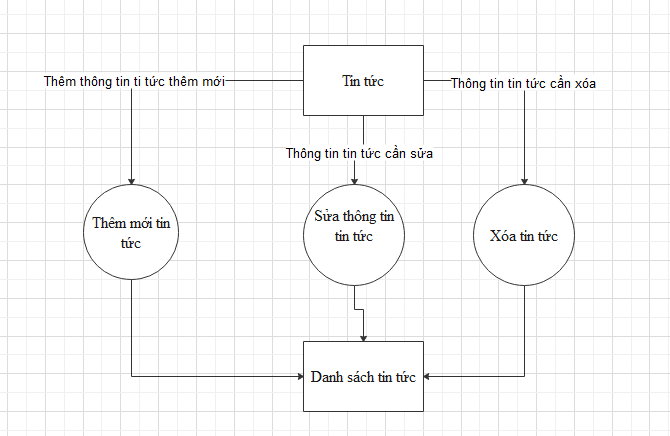 Tin tức
Thêm thông tin ti tức thêm mới
Thông tin tin tức cần xóa
Thông tin tin tức cần sửa
Thêm mới tin
tức
Sửa thông tin
tin tức
Xóa tin tức
Danh sách tin tức